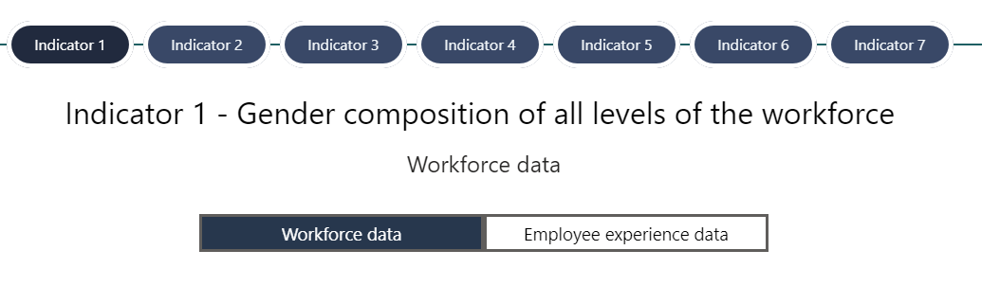 Indicator 1 Indicator 2 Indicator 3 Indicator 4 Indicator 5 Indicator 6 Indicator 7
Indicator 1 - Gender composition of all levels of the workforce
Workforce data
Workforce data Employee experience data